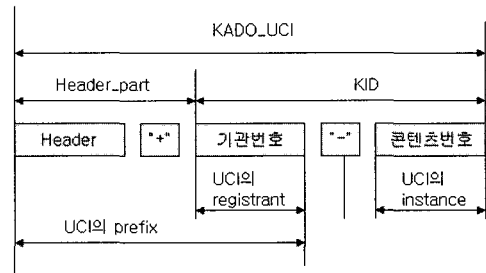 KADO_UCI
Header_part KID
Header "+" 기관번호 "-" 콘텐츠번호
UCI의 registrant UCI의 instance
UCI의 prefix